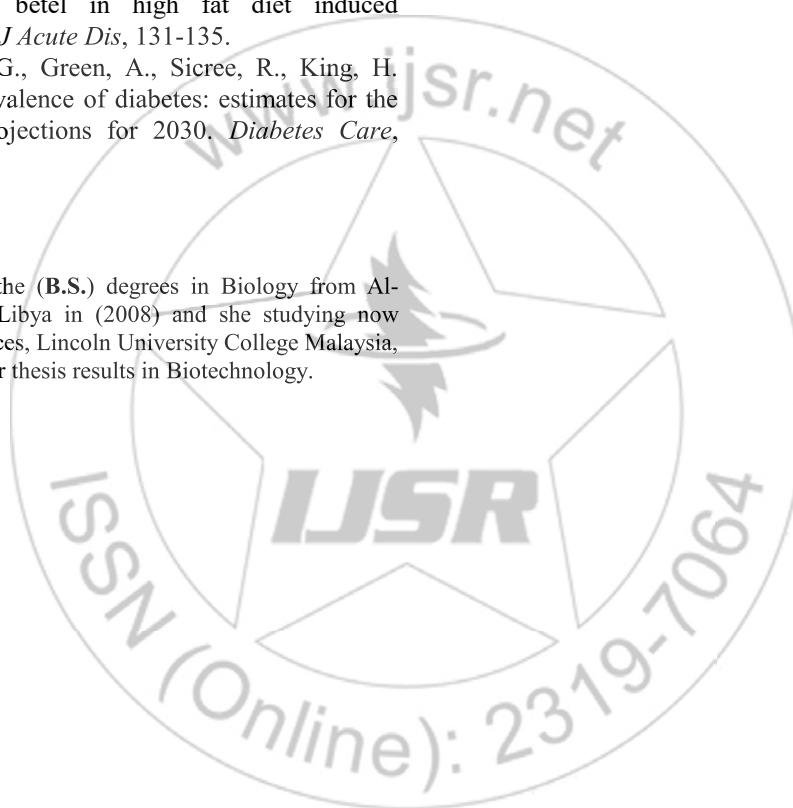 betel in high fat diet induced
J Acute Dis, 131-135.
G., Green, A., Sicree, R., King, H.
valence of diabetes: estimates for the
ojections for 2030. Diabetes Care,
the (B.S.) degrees in Biology from Al-
Libya in (2008) and she studying now
ces, Lincoln University College Malaysia,
r thesis results in Biotechnology.
www.ijsr.net
IJSR
ISSN (Online): 2319-7064